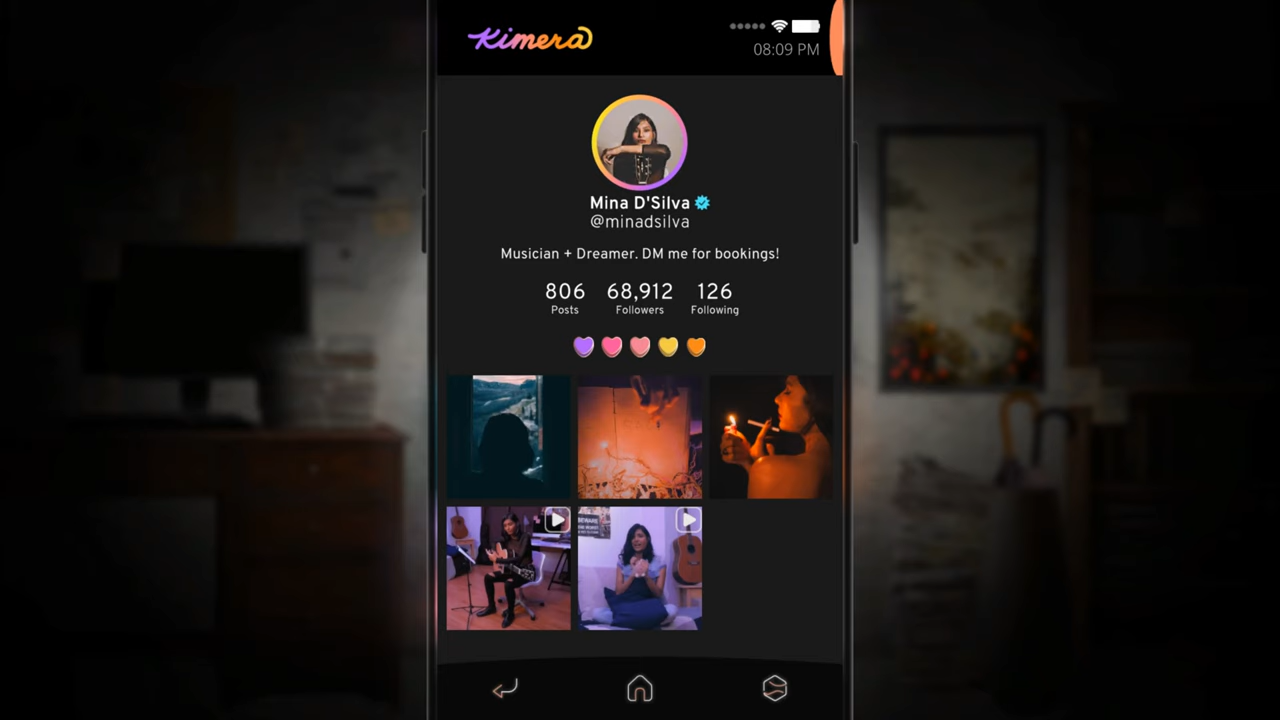 Kimera
08:09 PM
Mina D'Silva
@minadsilva
Musician + Dreamer. DM me for bookings!
806 68,912 126
Posts Followers Following
BEWARE